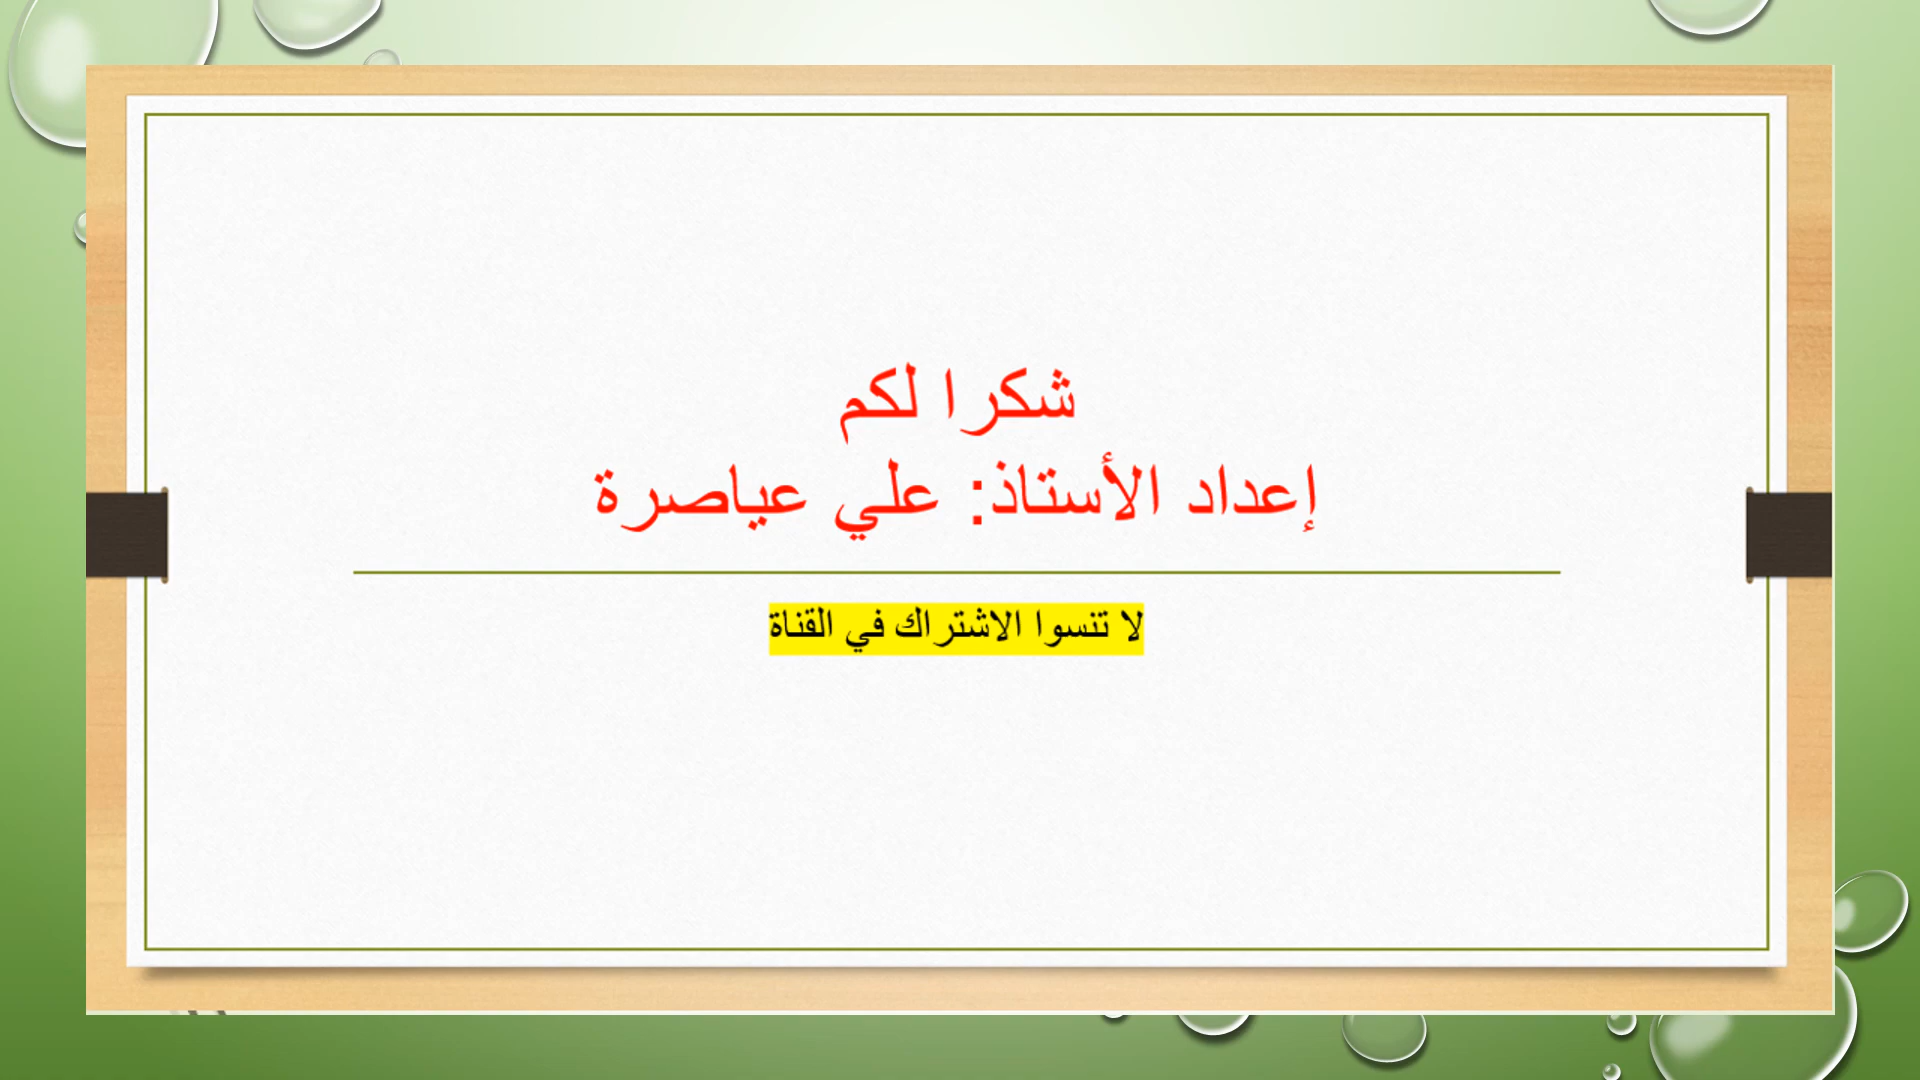 شكرا لكم
إعداد الأستاذ: علي عياصرة
لا تنسوا الاشتراك في القناة